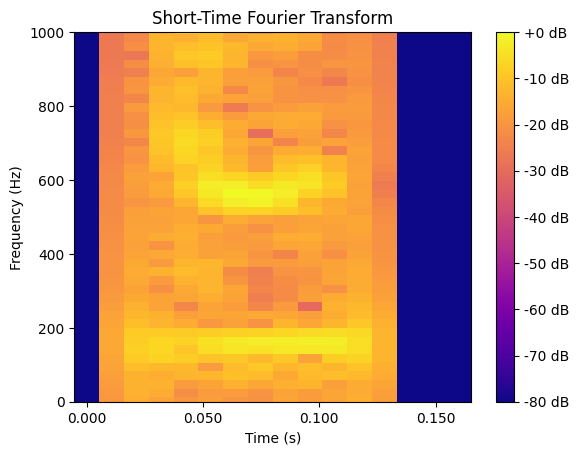 Short-Time Fourier Transform
Frequency (Hz)
1000
800
600
400
200
0
0.000
0.050
0.100
0.150
Time (s)
+0 dB
-10 dB
-20 dB
-30 dB
-40 dB
-50 dB
-60 dB
-70 dB
-80 dB